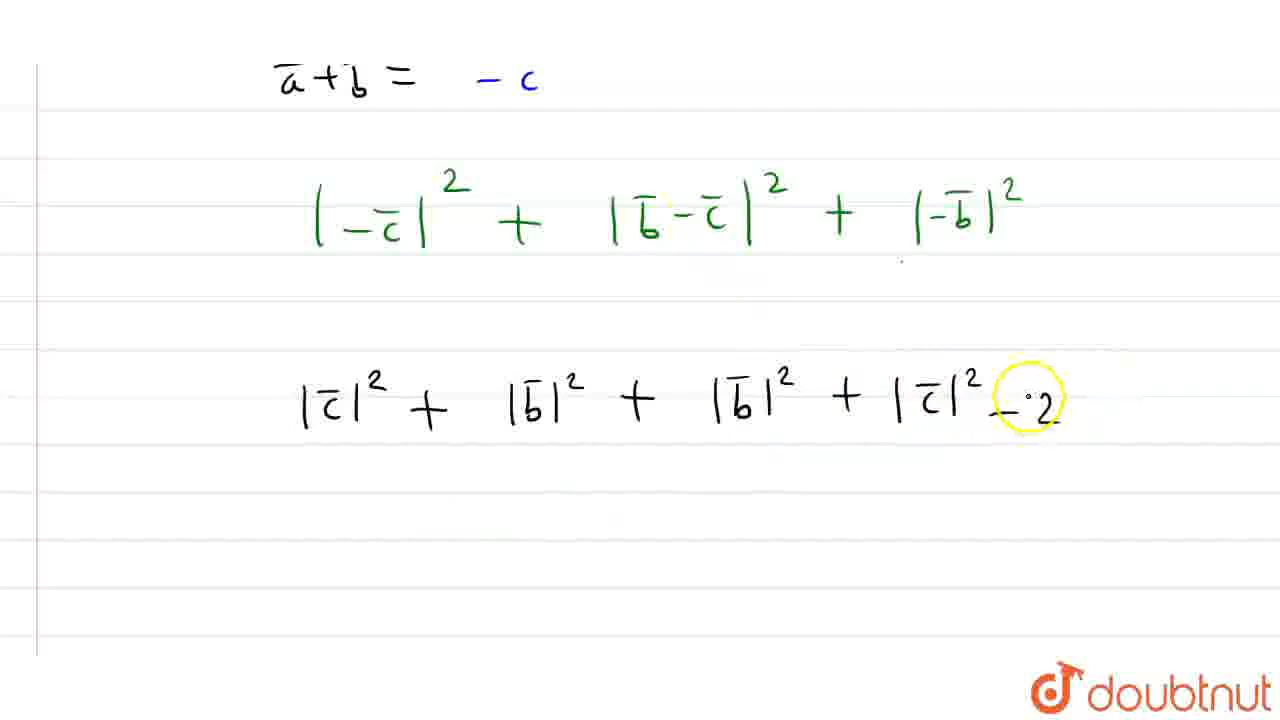 a̅ + b̅ = - c
|-c̅|² + |b̅ - c̅|² + |-b̅|²
|c̅|² + |b̅|² + |b̅|² + |c̅|² - 2
doubtnut